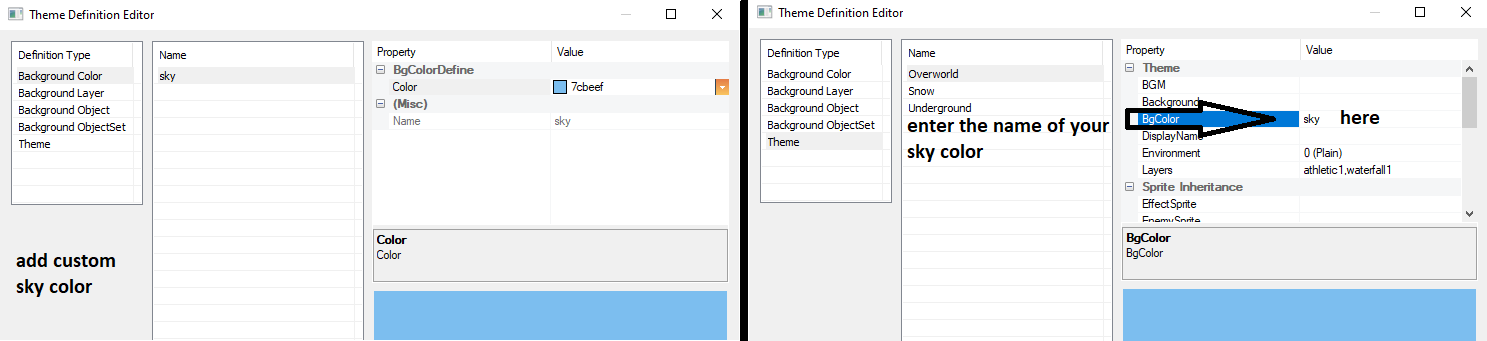 Theme Definition Editor
Definition Type
Background Color
Background Layer
Background Object
Background ObjectSet
Theme
Name
sky
Property Value
BgColorDefine
Color 7cbeef
(Misc)
Name sky
Color
Color
add custom
sky color
Theme Definition Editor
Definition Type
Background Color
Background Layer
Background Object
Background ObjectSet
Theme
Name
Overworld
Snow
Underground
enter the name of your
sky color
Property Value
Theme
BGM
Background
BgColor sky here
DisplayName
Environment 0 (Plain)
Layers athletic1,waterfall1
Sprite Inheritance
EffectSprite
EnemySprite
BgColor
BgColor